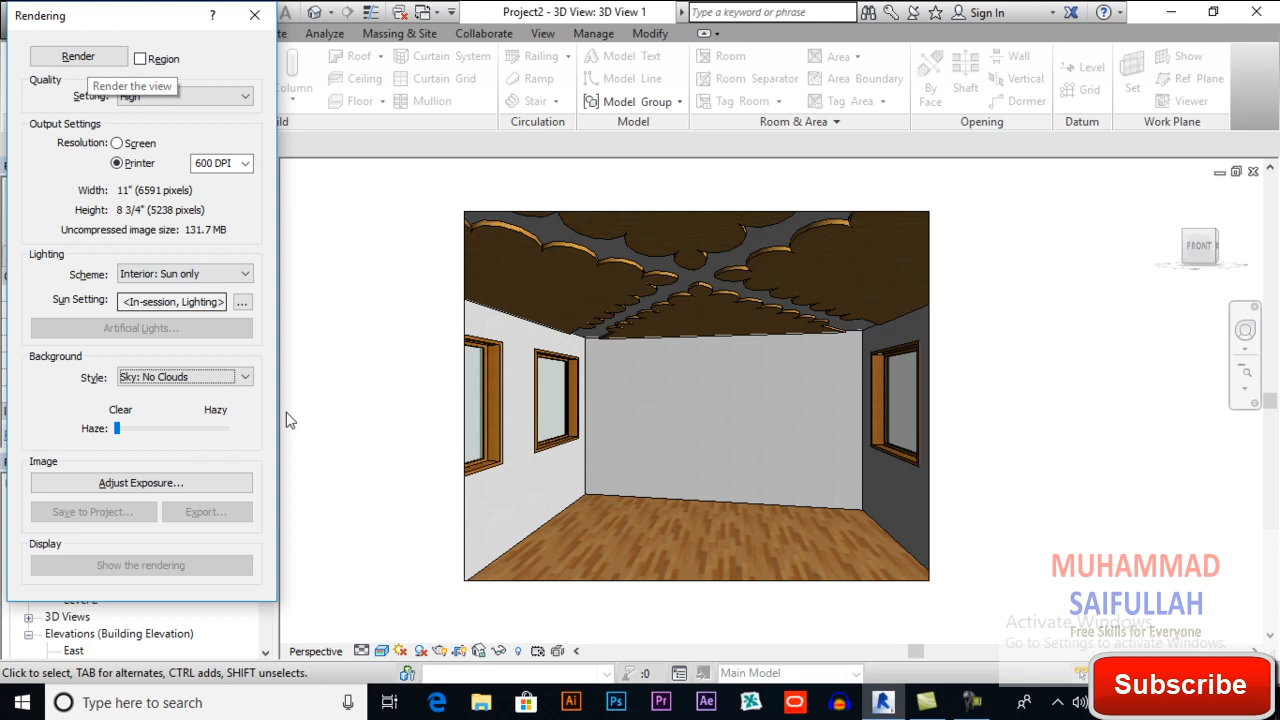 Rendering ?
Project2 - 3D View: 3D View 1
Type a keyword or phrase
Sign In
Analyze Massing & Site Collaborate View Manage Modify
Render Region
Render the view
Quality
Setting: High
Output Settings
Resolution: Screen
Printer 600 DPI
Width: 11" (6591 pixels)
Height: 8 3/4" (5238 pixels)
Uncompressed image size: 131.7 MB
Lighting
Scheme: Interior: Sun only
Sun Setting: <In-session, Lighting> ...
Artificial Lights...
Background
Style: Sky: No Clouds
Clear Hazy
Haze:
Image
Adjust Exposure...
Save to Project... Export...
Display
Show the rendering
Roof Curtain System
Ceiling Curtain Grid
Floor Mullion
Railing
Ramp
Stair
Circulation
Model Text
Model Line
Model Group
Model
Room Area
Room Separator Area Boundary
Tag Room Tag Area
Room & Area
By
Face
Shaft
Wall
Vertical
Dormer
Opening
Level
Grid
Datum
Set
Show
Ref Plane
Viewer
Work Plane
FRONT
3D Views
Elevations (Building Elevation)
East
Perspective
MUHAMMAD
SAIFULLAH
Free Skills for Everyone
Activate Windows
Go to Settings to activate Windows.
Click to select, TAB for alternates, CTRL adds, SHIFT unselects.
:0
Main Model
Type here to search
Ai Ps Pr Ae
Subscribe